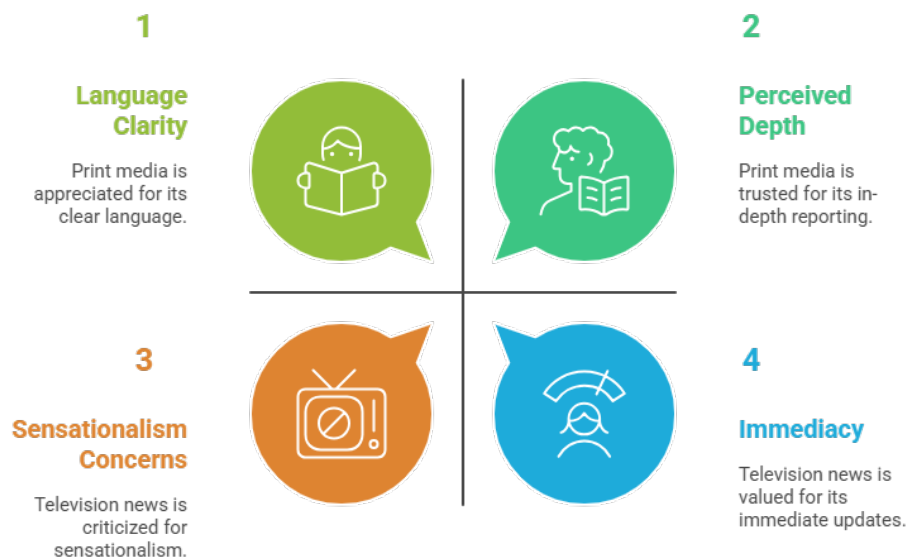 1
Language
Clarity
Print media is
appreciated for its
clear language.
2
Perceived
Depth
Print media is
trusted for its in-
depth reporting.
3
Sensationalism
Concerns
Television news is
criticized for
sensationalism.
4
Immediacy
Television news is
valued for its
immediate updates.